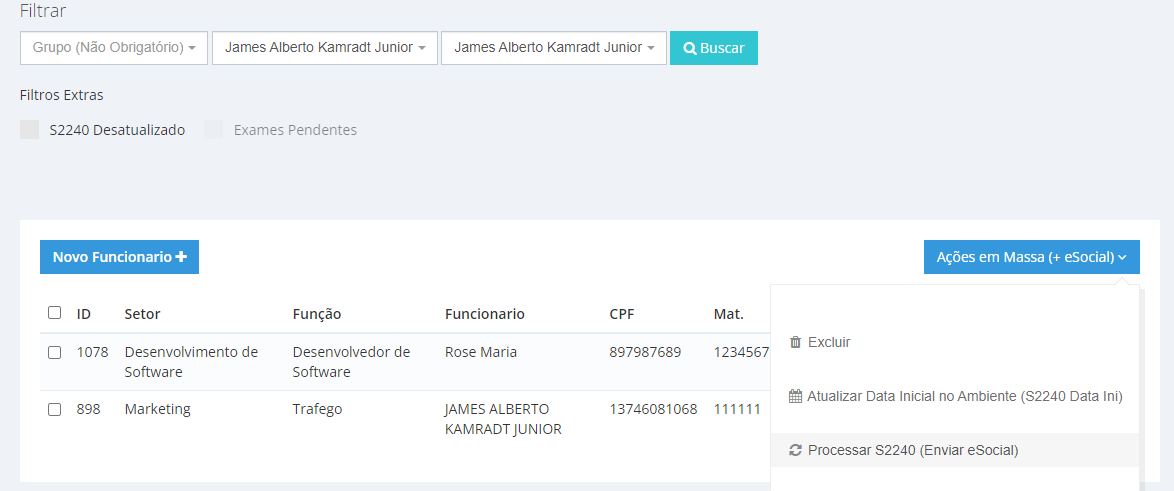 Filtrar
Grupo (Não Obrigatório) James Alberto Kamradt Junior James Alberto Kamradt Junior Buscar
Filtros Extras
S2240 Desatualizado Exames Pendentes
Novo Funcionario + Ações em Massa (+ eSocial)
ID Setor Função Funcionario CPF Mat.
1078 Desenvolvimento de Software Desenvolvedor de Software Rose Maria 897987689 1234567
898 Marketing Trafego JAMES ALBERTO KAMRADT JUNIOR 13746081068 111111
Excluir
Atualizar Data Inicial no Ambiente (S2240 Data Ini)
Processar S2240 (Enviar eSocial)